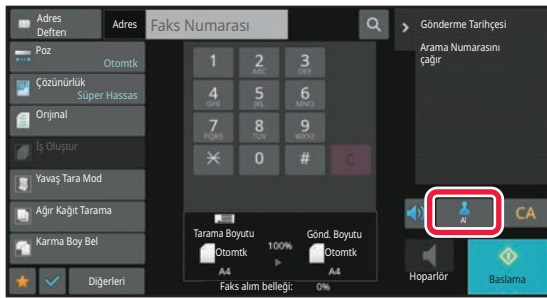 Adres
Defteri
Adres
Faks Numarası
Gönderme Tarihçesi
Arama Numarasını
çağır
Poz
Otomtk
Çözünürlük
Süper Hassas
Orijinal
İş Oluştur
Yavaş Tara Mod
Ağır Kağıt Tarama
Karma Boy Bel
Diğerleri
1 2 3
ABC DEF
4 5 6
GHI JKL MNO
7 8 9
PQRS TUV WXYZ
0 # C
Tarama Boyutu
Gönd. Boyutu
Otomtk 100% Otomtk
A4 A4
Faks alım belleği: 0%
AI
CA
Hoparlör
Baslama